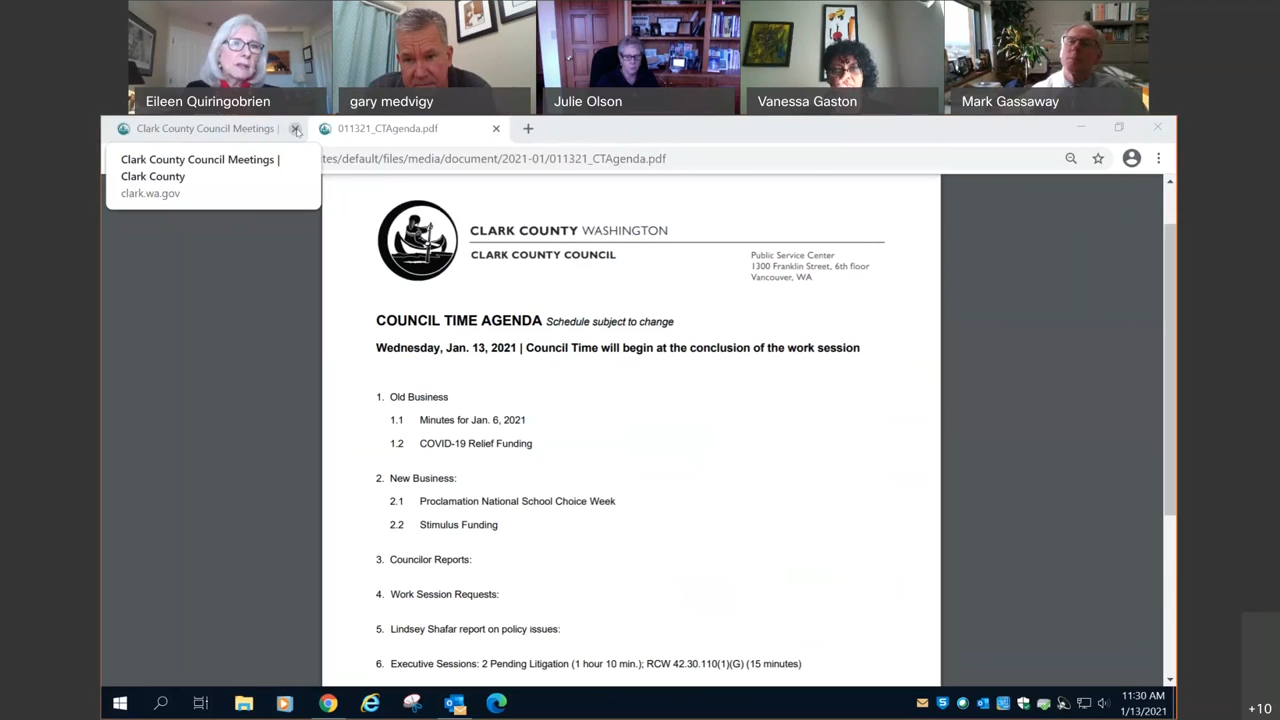 Eileen Quiringobrien
gary medvigy
Julie Olson
Vanessa Gaston
Mark Gassaway
Clark County Council Meetings |
011321_CTAgenda.pdf
Clark County Council Meetings |
Clark County
clark.wa.gov
tes/default/files/media/document/2021-01/011321_CTAgenda.pdf
CLARK COUNTY WASHINGTON
CLARK COUNTY COUNCIL
Public Service Center
1300 Franklin Street, 6th floor
Vancouver, WA
COUNCIL TIME AGENDA Schedule subject to change
Wednesday, Jan. 13, 2021 | Council Time will begin at the conclusion of the work session
1. Old Business
1.1 Minutes for Jan. 6, 2021
1.2 COVID-19 Relief Funding
2. New Business:
2.1 Proclamation National School Choice Week
2.2 Stimulus Funding
3. Councilor Reports:
4. Work Session Requests:
5. Lindsey Shafar report on policy issues:
6. Executive Sessions: 2 Pending Litigation (1 hour 10 min.); RCW 42.30.110(1)(G) (15 minutes)
11:30 AM
1/13/2021
+10